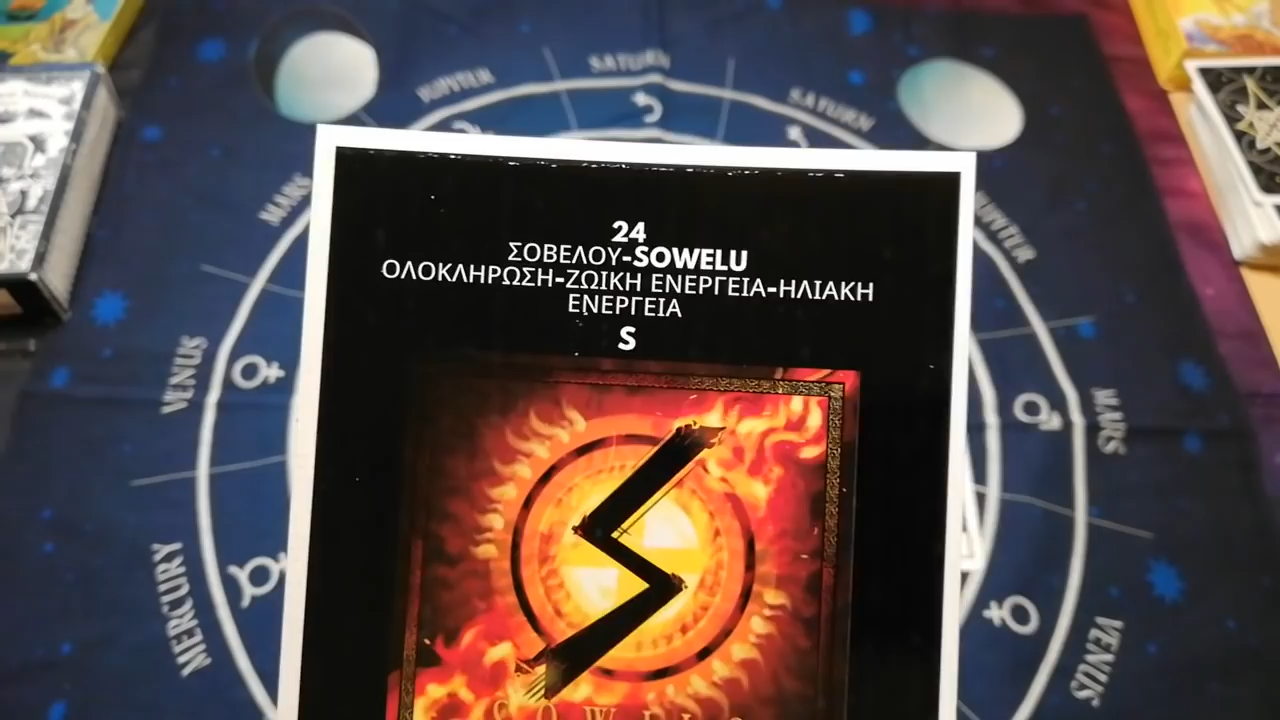 SATURN
JUPITER
SATURN
MARS
JUPITER
24
ΣΟΒΕΛΟΥ-SOWELU
ΟΛΟΚΛΗΡΩΣΗ-ΖΩΙΚΗ ΕΝΕΡΓΕΙΑ-ΗΛΙΑΚΗ
ΕΝΕΡΓΕΙΑ
S
VENUS
MARS
MERCURY
VENUS